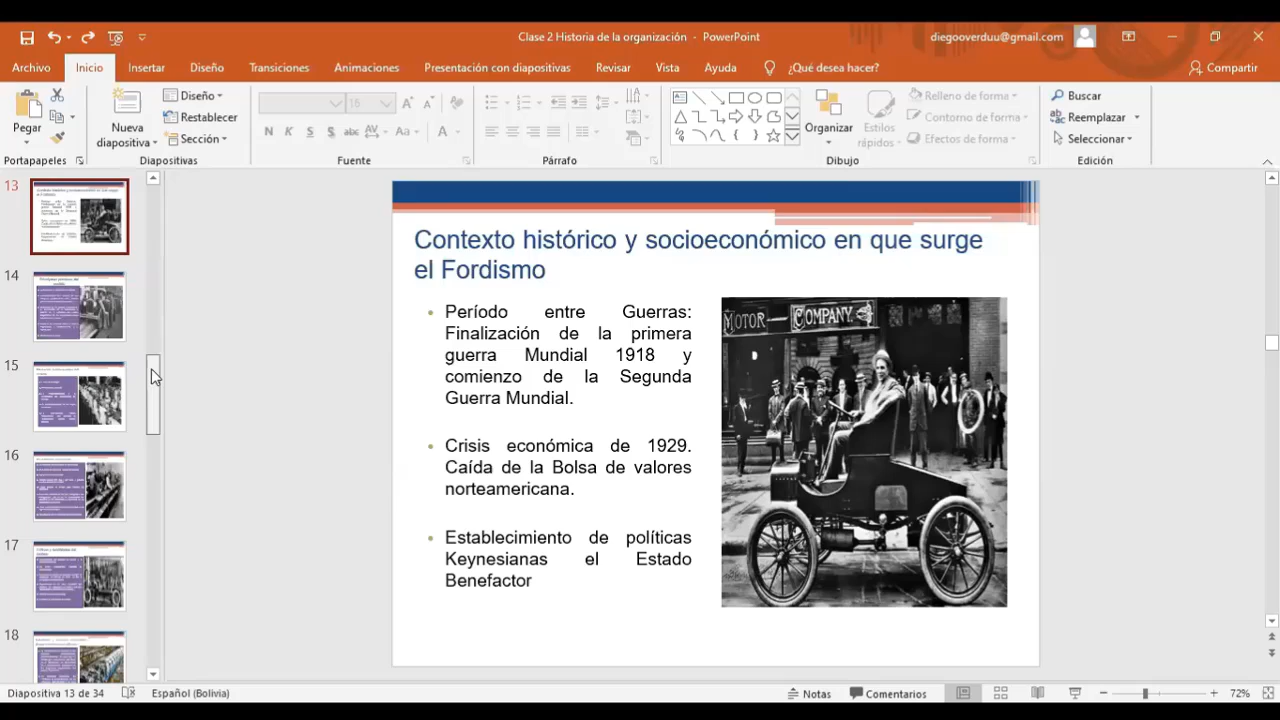 Clase 2 Historia de la organización - PowerPoint
diegooverduu@gmail.com
Archivo Inicio Insertar Diseño Transiciones Animaciones Presentación con diapositivas Revisar Vista Ayuda ¿Qué desea hacer? Compartir
Pegar
Nueva diapositiva
Diseño
Restablecer
Sección
16
N K S S abc AV Aa A
Organizar
Estilos rápidos
Relleno de forma
Contorno de forma
Efectos de forma
Buscar
Reemplazar
Seleccionar
Portapapeles Diapositivas Fuente Párrafo Dibujo Edición
13
14
15
16
17
18
Contexto histórico y socioeconómico en que surge
el Fordismo
• Período entre Guerras:
Finalización de la primera
guerra Mundial 1918 y
comienzo de la Segunda
Guerra Mundial.
• Crisis económica de 1929.
Caída de la Bolsa de valores
norteamericana.
• Establecimiento de políticas
Keynesianas el Estado
Benefactor
MOTOR COMPANY
Diapositiva 13 de 34 Español (Bolivia) Notas Comentarios 72%